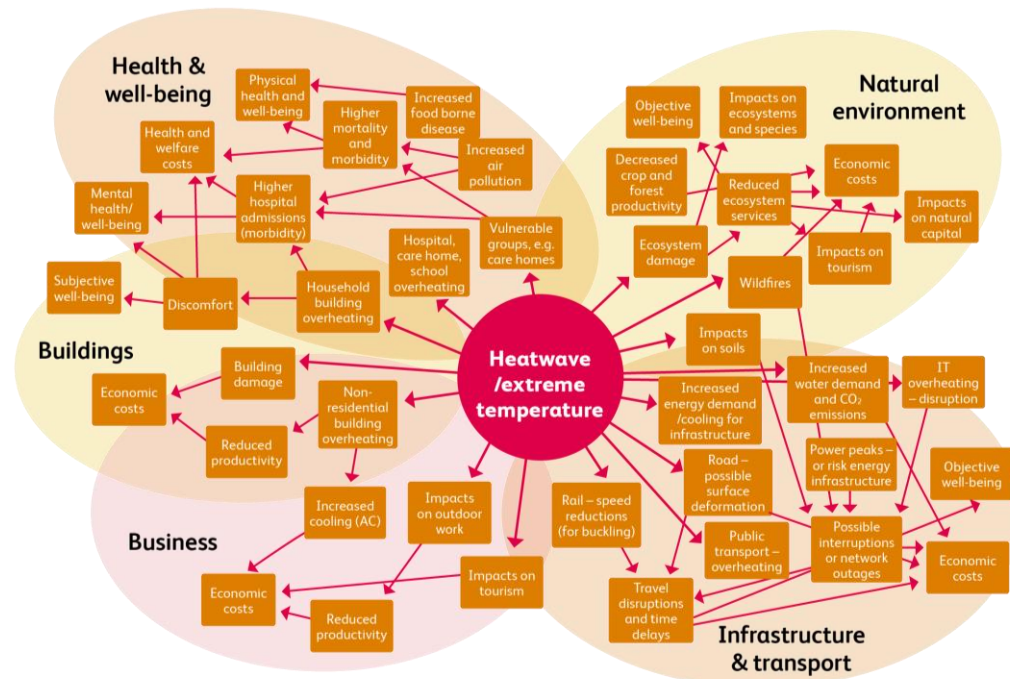 Health &
well-being
Physical
health and
well-being
Increased
food borne
disease
Higher
mortality
and
morbidity
Health and
welfare
costs
Increased
air
pollution
Mental
health/
well-being
Higher
hospital
admissions
(morbidity)
Vulnerable
groups, e.g.
care homes
Hospital,
care home,
school
overheating
Subjective
well-being
Discomfort
Household
building
overheating
Natural
environment
Objective
well-being
Impacts on
ecosystems
and species
Decreased
crop and
forest
productivity
Reduced
ecosystem
services
Economic
costs
Impacts
on natural
capital
Ecosystem
damage
Impacts on
tourism
Wildfires
Heatwave
/extreme
temperature
Buildings
Building
damage
Economic
costs
Non-
residential
building
overheating
Reduced
productivity
Business
Increased
cooling (AC)
Impacts
on outdoor
work
Economic
costs
Reduced
productivity
Impacts on
tourism
Impacts
on soils
Increased
water demand
and CO₂
emissions
IT
overheating
– disruption
Increased
energy demand
/cooling for
infrastructure
Power peaks –
or risk energy
infrastructure
Road –
possible
surface
deformation
Objective
well-being
Rail – speed
reductions
(for buckling)
Public
transport –
overheating
Possible
interruptions
or network
outages
Economic
costs
Travel
disruptions
and time
delays
Infrastructure
& transport